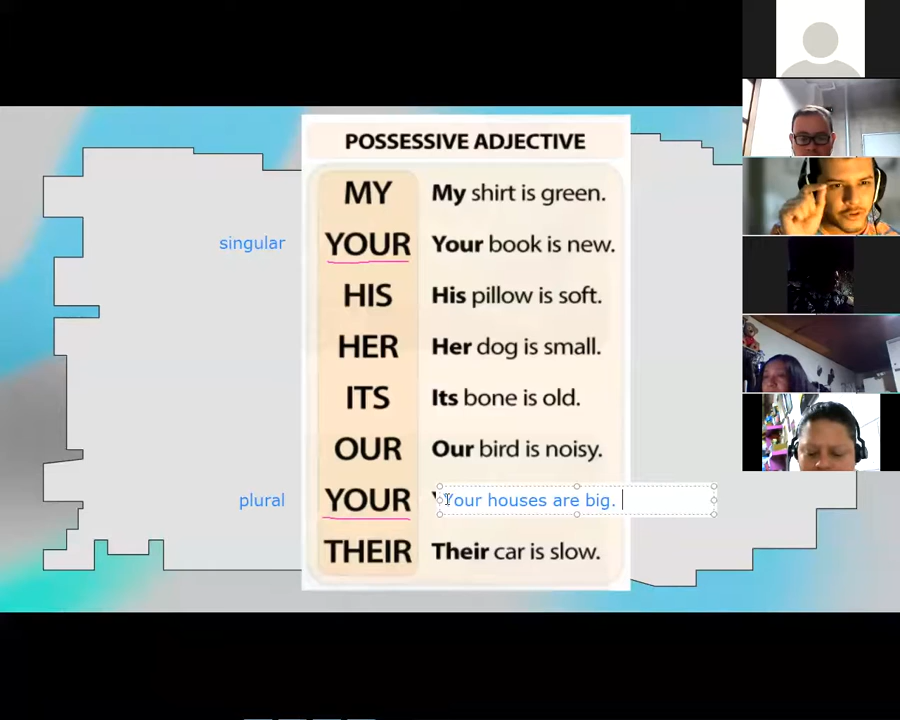 POSSESSIVE ADJECTIVE
MY My shirt is green.
singular YOUR Your book is new.
HIS His pillow is soft.
HER Her dog is small.
ITS Its bone is old.
OUR Our bird is noisy.
plural YOUR Your houses are big.
THEIR Their car is slow.